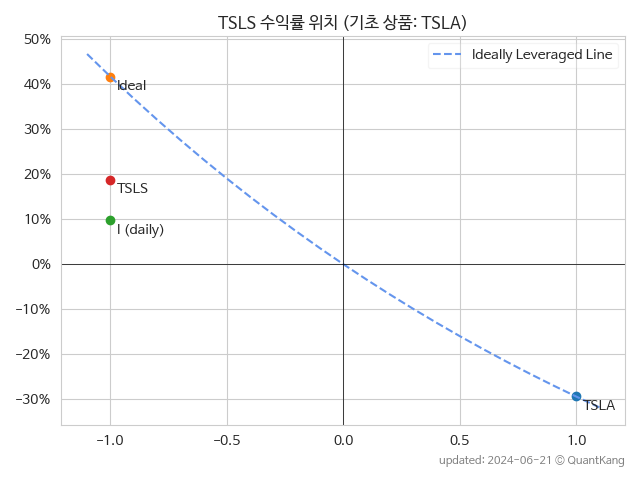 TSLS 수익률 위치 (기초 상품: TSLA)
Ideally Leveraged Line
50%
40%
30%
20%
10%
0%
−10%
−20%
−30%
Ideal
TSLS
I (daily)
TSLA
−1.0 −0.5 0.0 0.5 1.0
updated: 2024-06-21 © QuantKang